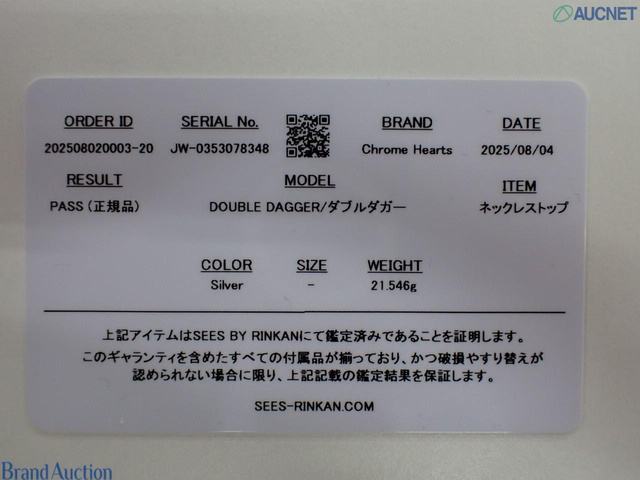 AUCNET
ORDER ID SERIAL No. BRAND DATE
202508020003-20 JW-0353078348 Chrome Hearts 2025/08/04
RESULT MODEL ITEM
PASS (正規品) DOUBLE DAGGER/ダブルダガー ネックレストップ
COLOR SIZE WEIGHT
Silver - 21.546g
上記アイテムはSEES BY RINKANにて鑑定済みであることを証明します。
このギャランティを含めたすべての付属品が揃っており、かつ破損やすり替えが
認められない場合に限り、上記記載の鑑定結果を保証します。
SEES-RINKAN.COM
Brand Auction